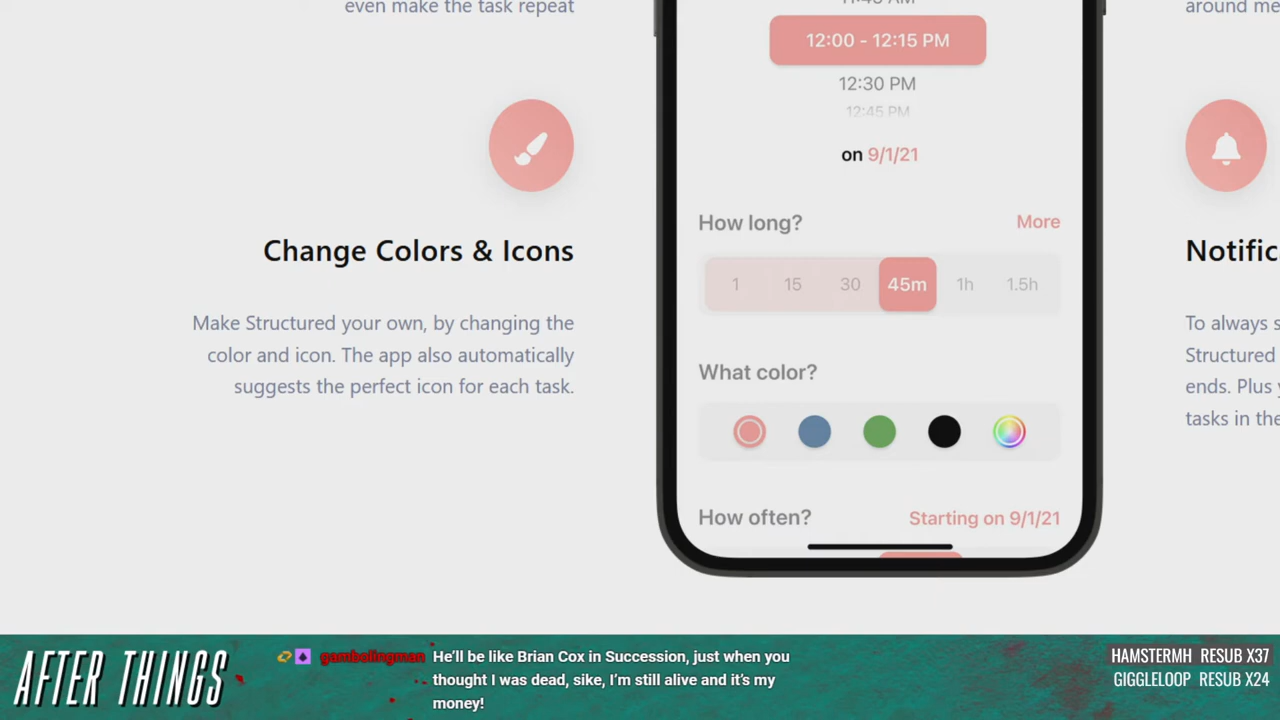 even make the task repeat
Change Colors & Icons
Make Structured your own, by changing the
color and icon. The app also automatically
suggests the perfect icon for each task.
11:45 AM
12:00 - 12:15 PM
12:30 PM
12:45 PM
on 9/1/21
How long? More
1 15 30 45m 1h 1.5h
What color?
How often? Starting on 9/1/21
around me
Notific
To always s
Structured
ends. Plus y
tasks in the
AFTER THINGS
gambolingman He'll be like Brian Cox in Succession, just when you
thought I was dead, sike, I'm still alive and it's my
money!
HAMSTERMH RESUB X37
GIGGLELOOP RESUB X24